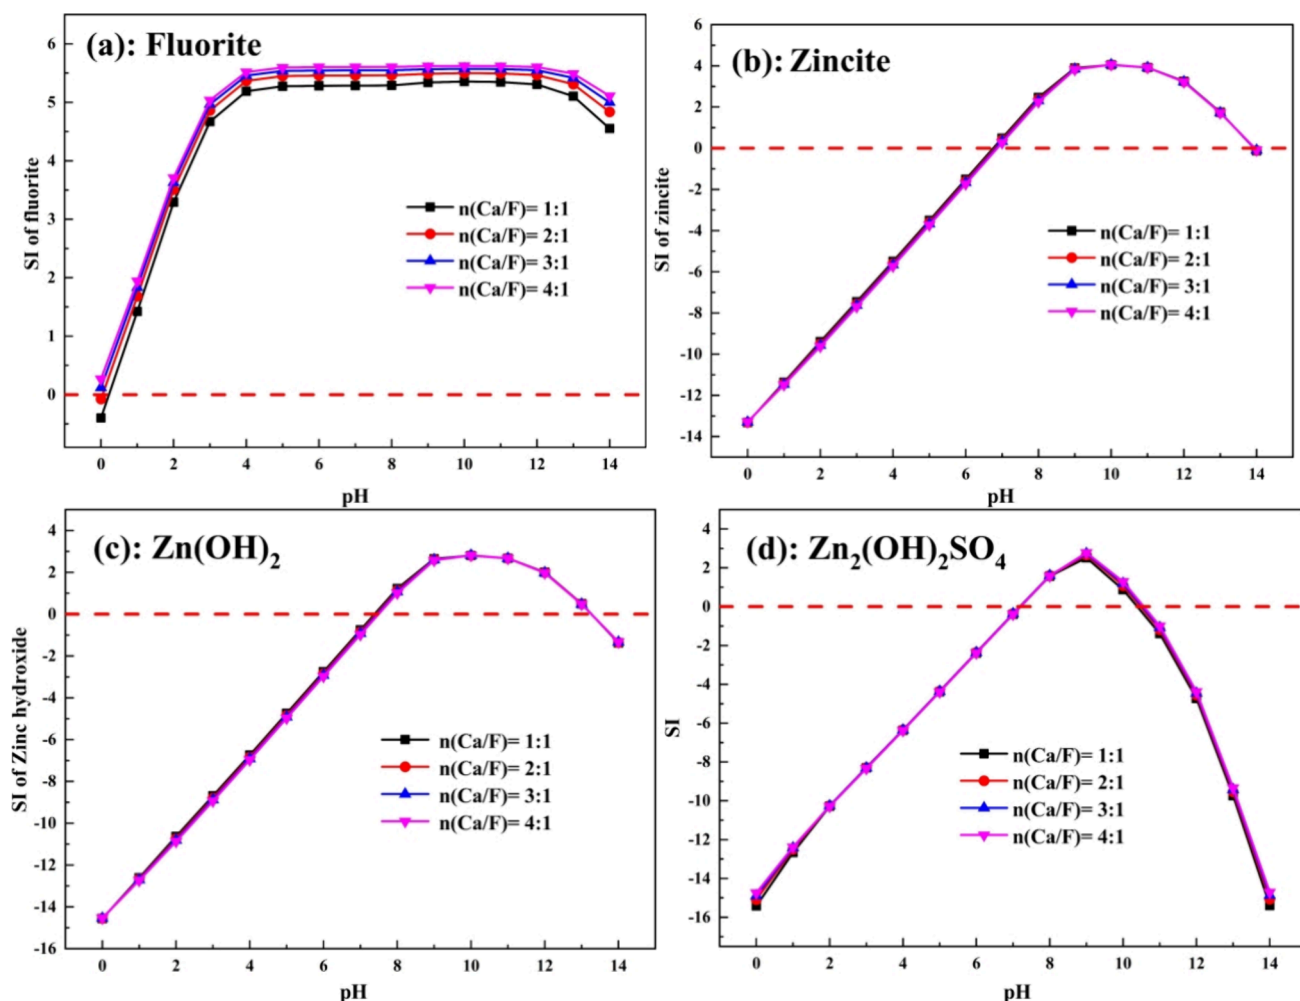 (a): Fluorite
SI of fluorite
6
5
4
3
2
1
0
n(Ca/F)= 1:1
n(Ca/F)= 2:1
n(Ca/F)= 3:1
n(Ca/F)= 4:1
0 2 4 6 8 10 12 14
pH
(b): Zincite
SI of zincite
6
4
2
0
-2
-4
-6
-8
-10
-12
-14
n(Ca/F)= 1:1
n(Ca/F)= 2:1
n(Ca/F)= 3:1
n(Ca/F)= 4:1
0 2 4 6 8 10 12 14
pH
(c): Zn(OH)2
SI of Zinc hydroxide
4
2
0
-2
-4
-6
-8
-10
-12
-14
-16
n(Ca/F)= 1:1
n(Ca/F)= 2:1
n(Ca/F)= 3:1
n(Ca/F)= 4:1
0 2 4 6 8 10 12 14
pH
(d): Zn2(OH)2SO4
SI
4
2
0
-2
-4
-6
-8
-10
-12
-14
-16
n(Ca/F)= 1:1
n(Ca/F)= 2:1
n(Ca/F)= 3:1
n(Ca/F)= 4:1
0 2 4 6 8 10 12 14
pH